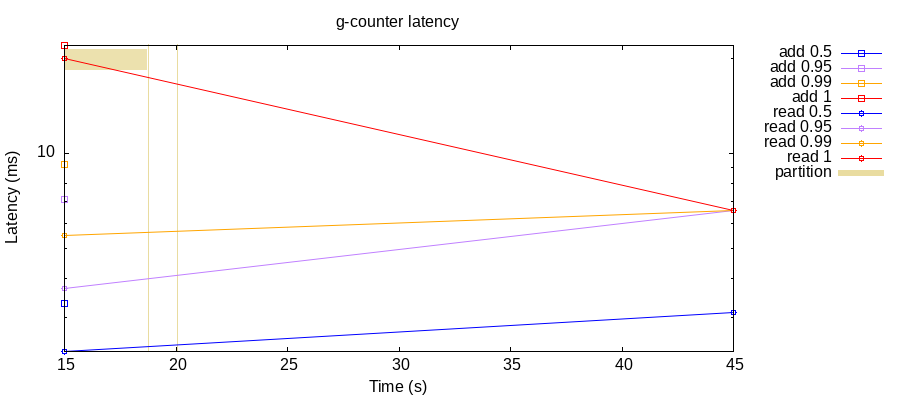 g-counter latency
add 0.5
add 0.95
add 0.99
add 1
read 0.5
read 0.95
read 0.99
read 1
partition
10
Latency (ms)
15 20 25 30 35 40 45
Time (s)